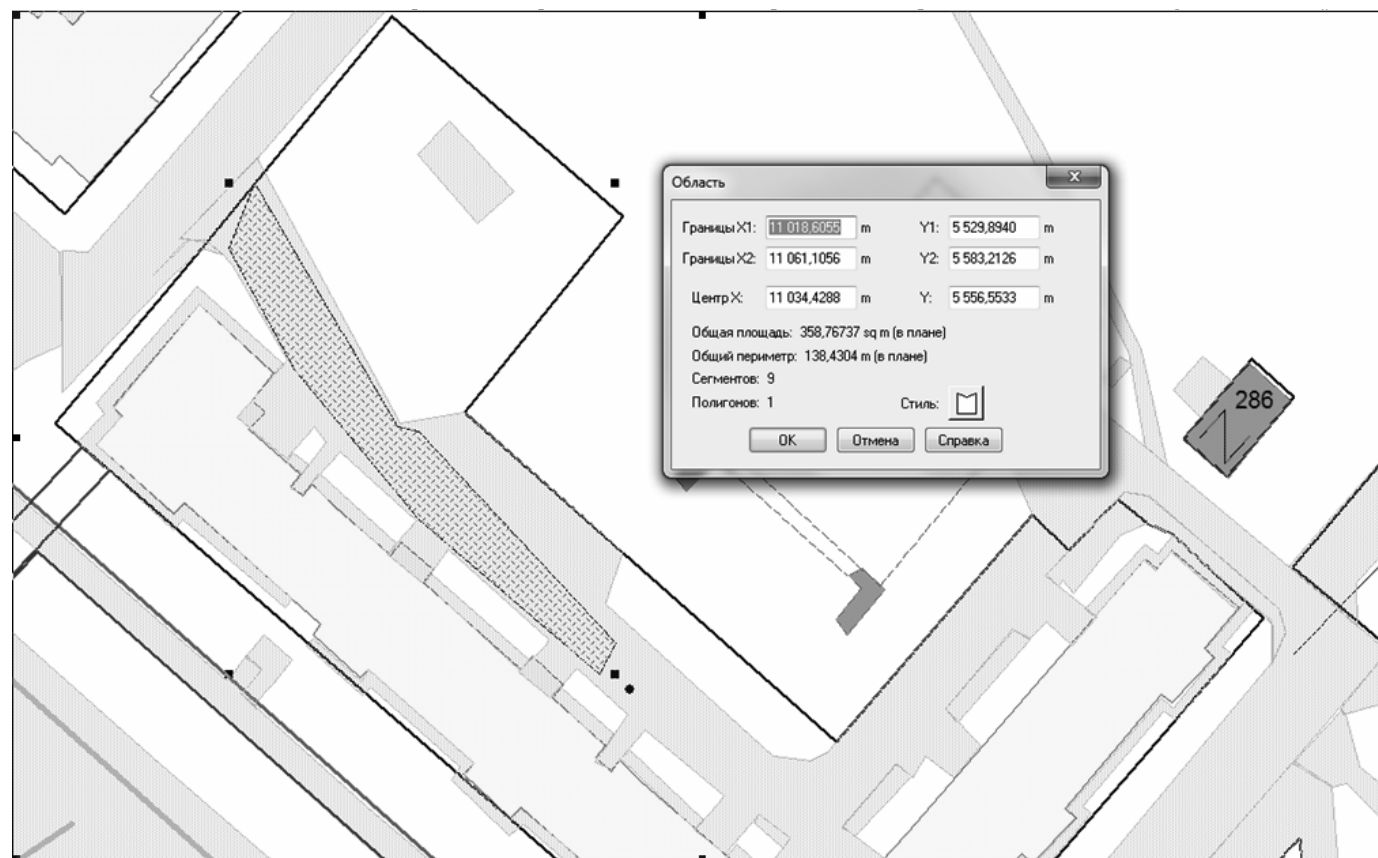 Область
Границы X1: 11 018,6055 m Y1: 5 529,8940 m
Границы X2: 11 061,1056 m Y2: 5 583,2126 m
Центр X: 11 034,4288 m Y: 5 556,5533 m
Общая площадь: 358,76737 sq m (в плане)
Общий периметр: 138,4304 m (в плане)
Сегментов: 9
Полигонов: 1 Стиль:
OK Отмена Справка
286